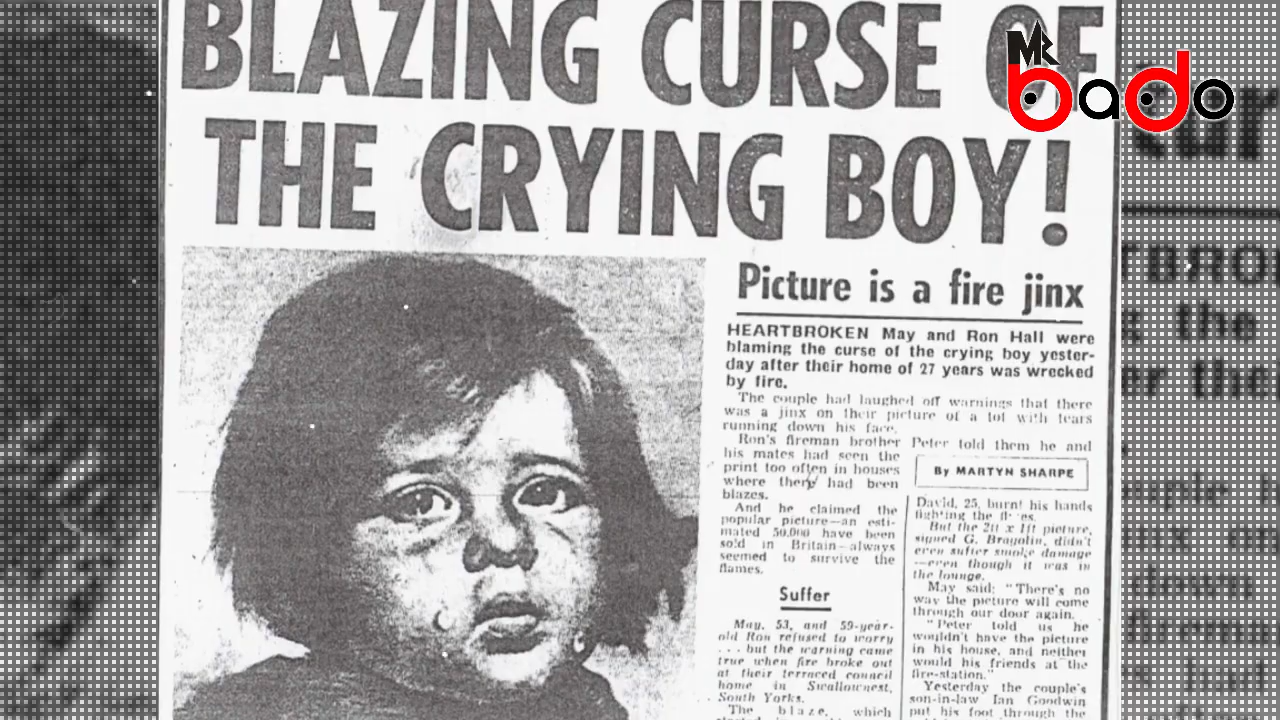 BLAZING CURSE OF
THE CRYING BOY!
MR
bado
Picture is a fire jinx
HEARTBROKEN May and Ron Hall were
blaming the curse of the crying boy yester-
day after their home of 27 years was wrecked
by fire.
The couple had laughed off warnings that there
was a jinx on their picture of a tot with tears
running down his face.
Ron's fireman brother Peter told them he and
his mates had seen the
print too often in houses
where there had been
blazes.
And he claimed the
popular picture—an esti-
mated 50,000 have been
sold in Britain—always
seemed to survive the
flames.
Suffer
May, 53, and 59-year-
old Ron refused to worry
. . . but the warning came
true when fire broke out
at their terraced council
home in Swallownest,
South Yorks.
The blaze, which
By MARTYN SHARPE
David, 25, burnt his hands
fighting the
But the 2ft x 1ft picture,
signed G. Bragolin, didn't
even suffer smoke damage
—even though it was in
the lounge.
May said: "There's no
way the picture will come
through our door again.
"Peter told us he
wouldn't have the picture
in his house, and neither
would his friends at the
fire-station."
Yesterday the couple's
son-in-law Ian Goodwin
put his foot through the